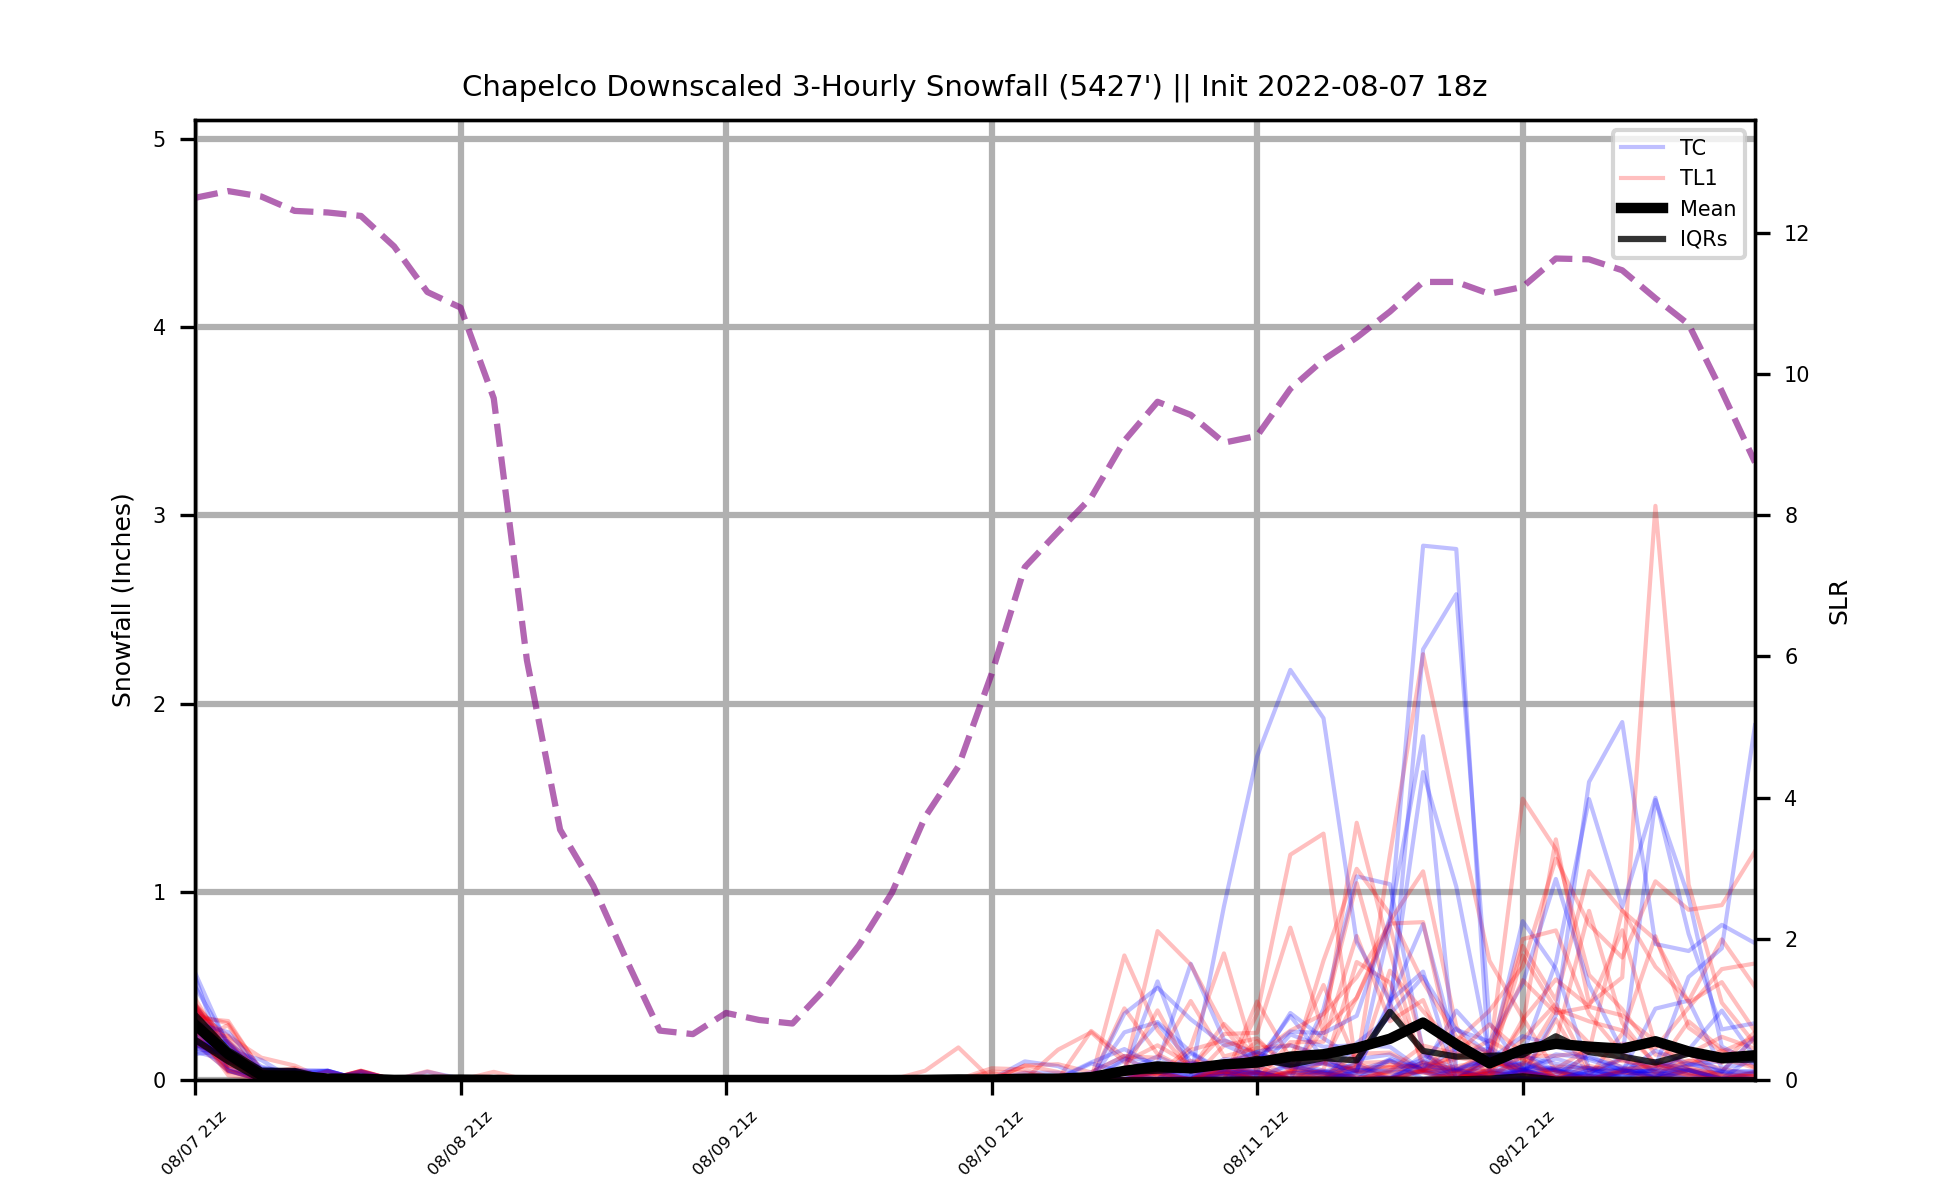 Chapelco Downscaled 3-Hourly Snowfall (5427') || Init 2022-08-07 18z
5
4
3
2
1
0
Snowfall (Inches)
TC
TL1
Mean
IQRs
12
10
8
6
4
2
0
SLR
08/07 21z
08/08 21z
08/09 21z
08/10 21z
08/11 21z
08/12 21z